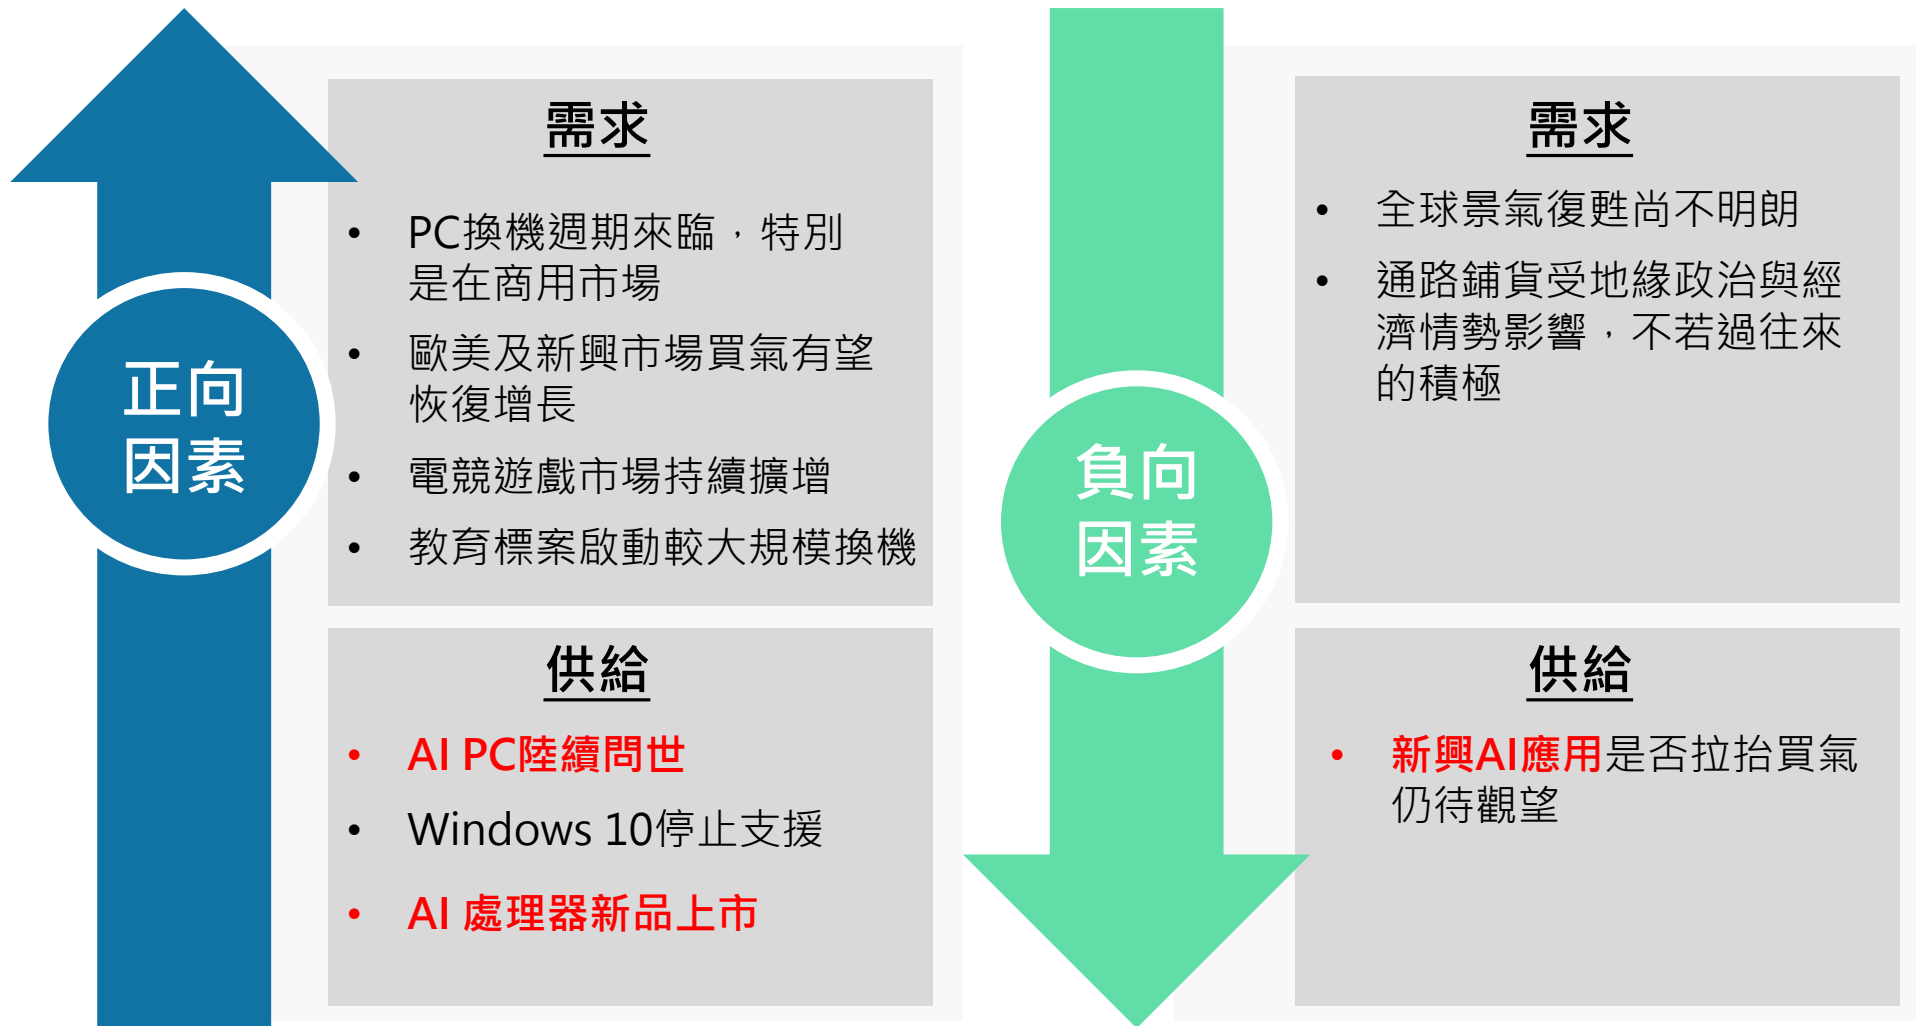 正向
因素
需求
• PC換機週期來臨，特別
是在商用市場
• 歐美及新興市場買氣有望
恢復增長
• 電競遊戲市場持續擴增
• 教育標案啟動較大規模換機
供給
• AI PC陸續問世
• Windows 10停止支援
• AI 處理器新品上市
負向
因素
需求
• 全球景氣復甦尚不明朗
• 通路鋪貨受地緣政治與經
濟情勢影響，不若過往來
的積極
供給
• 新興AI應用是否拉抬買氣
仍待觀望